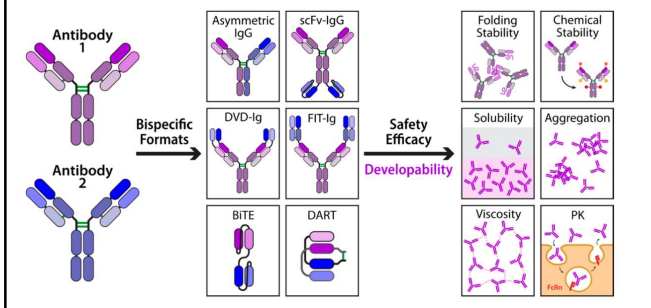 Antibody
1
Antibody
2
Bispecific
Formats
Asymmetric
IgG
scFv-IgG
DVD-Ig
FIT-Ig
BiTE
DART
Safety
Efficacy
Developability
Folding
Stability
Chemical
Stability
Solubility
Aggregation
Viscosity
PK
FcRn